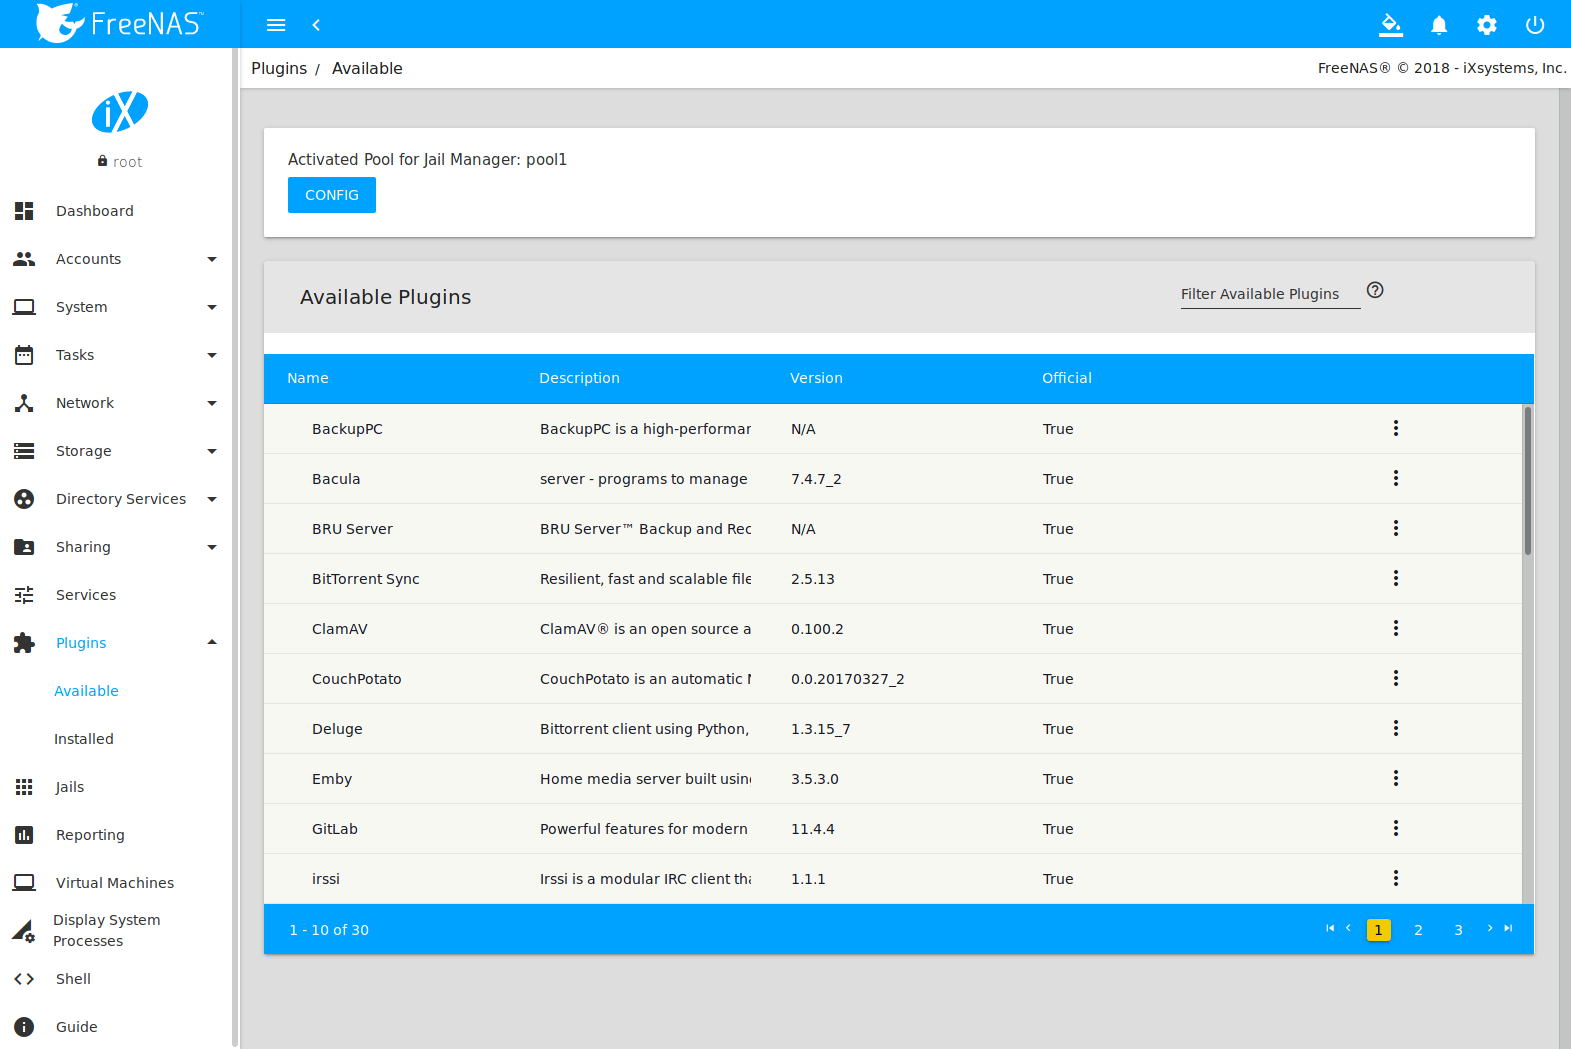 FreeNAS™
Plugins / Available
FreeNAS® © 2018 - iXsystems, Inc.
iX
root
Dashboard
Accounts
System
Tasks
Network
Storage
Directory Services
Sharing
Services
Plugins
Available
Installed
Jails
Reporting
Virtual Machines
Display System
Processes
Shell
Guide
Activated Pool for Jail Manager: pool1
CONFIG
Available Plugins
Filter Available Plugins
Name Description Version Official
BackupPC BackupPC is a high-performan N/A True
Bacula server - programs to manage 7.4.7_2 True
BRU Server BRU Server™ Backup and Rec N/A True
BitTorrent Sync Resilient, fast and scalable file 2.5.13 True
ClamAV ClamAV® is an open source a 0.100.2 True
CouchPotato CouchPotato is an automatic 0.0.20170327_2 True
Deluge Bittorrent client using Python, 1.3.15_7 True
Emby Home media server built using 3.5.3.0 True
GitLab Powerful features for modern 11.4.4 True
irssi Irssi is a modular IRC client tha 1.1.1 True
1 - 10 of 30
1 2 3